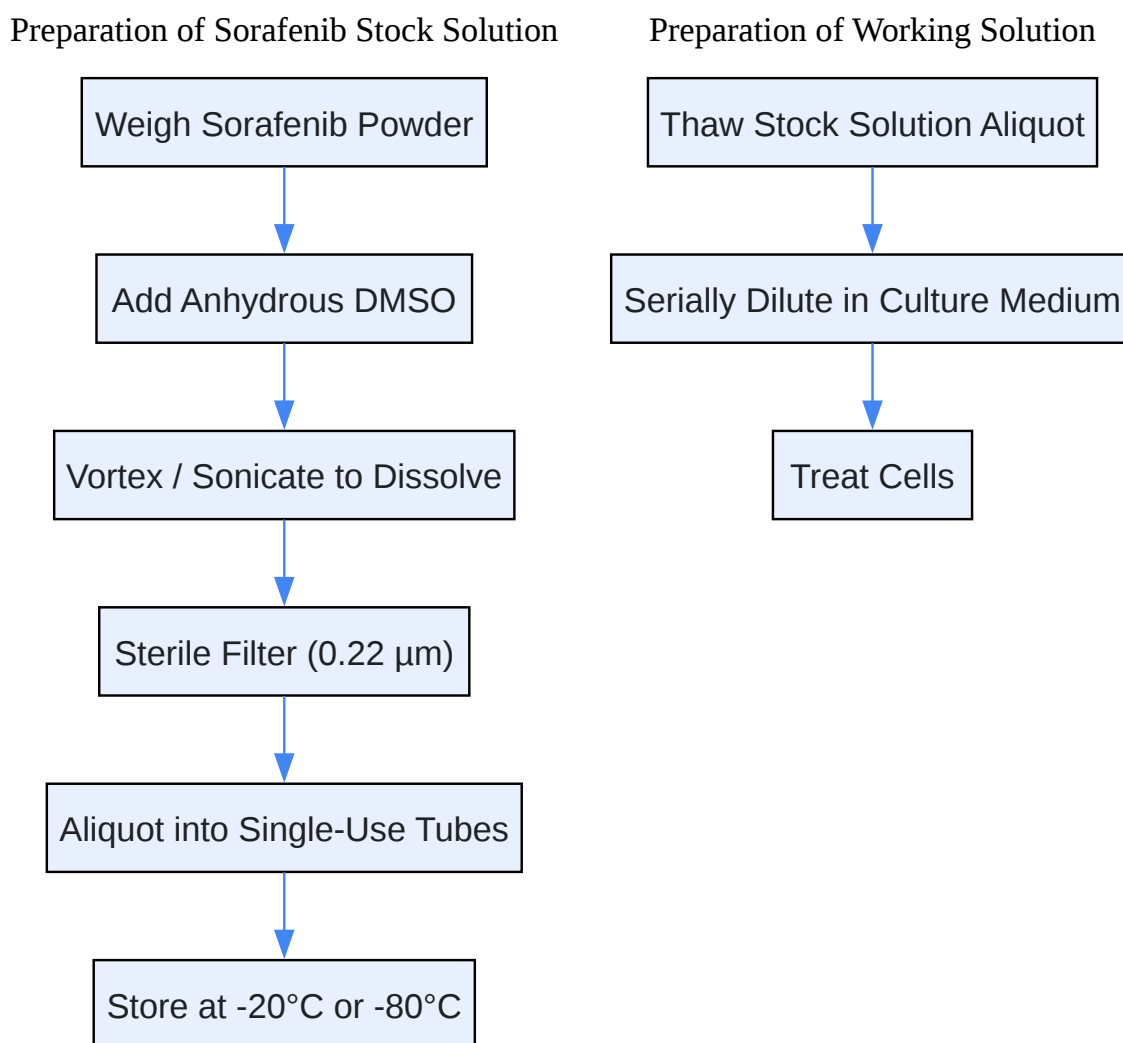 Preparation of Sorafenib Stock Solution
Weigh Sorafenib Powder
Add Anhydrous DMSO
Vortex / Sonicate to Dissolve
Sterile Filter (0.22 µm)
Aliquot into Single-Use Tubes
Store at -20°C or -80°C
Preparation of Working Solution
Thaw Stock Solution Aliquot
Serially Dilute in Culture Medium
Treat Cells